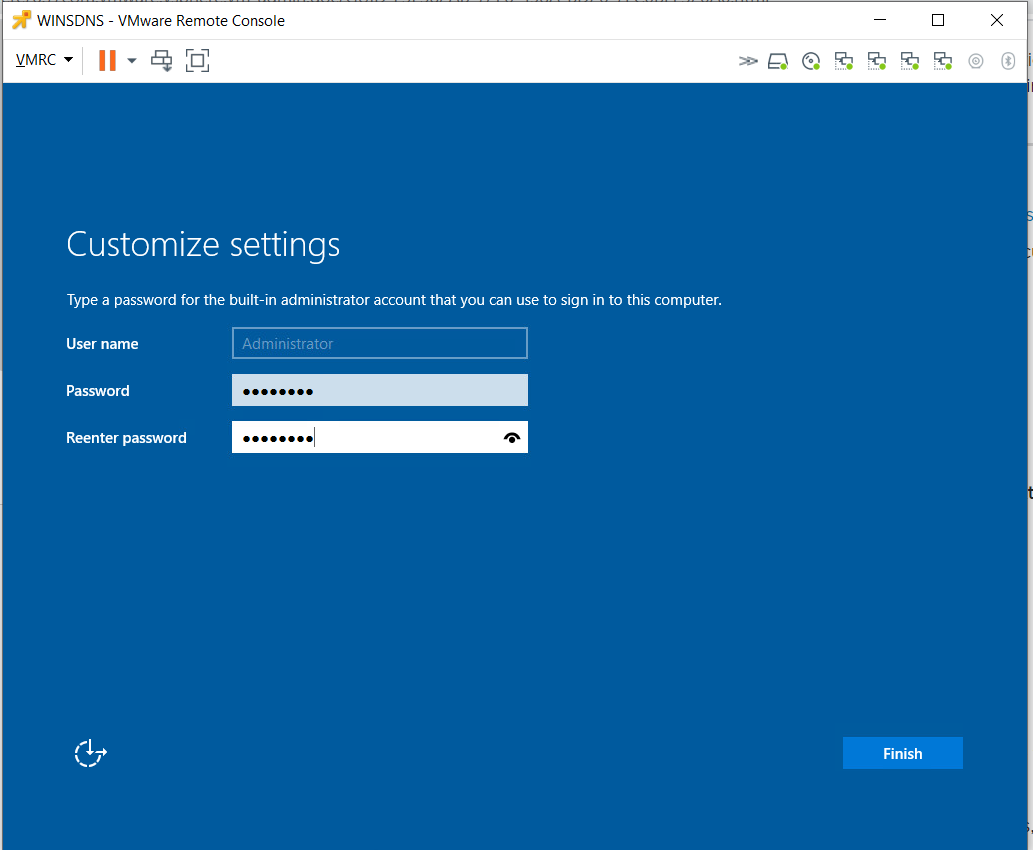 WINSDNS - VMware Remote Console
VMRC
Customize settings
Type a password for the built-in administrator account that you can use to sign in to this computer.
User name
Administrator
Password
●●●●●●●●
Reenter password
●●●●●●●●
Finish